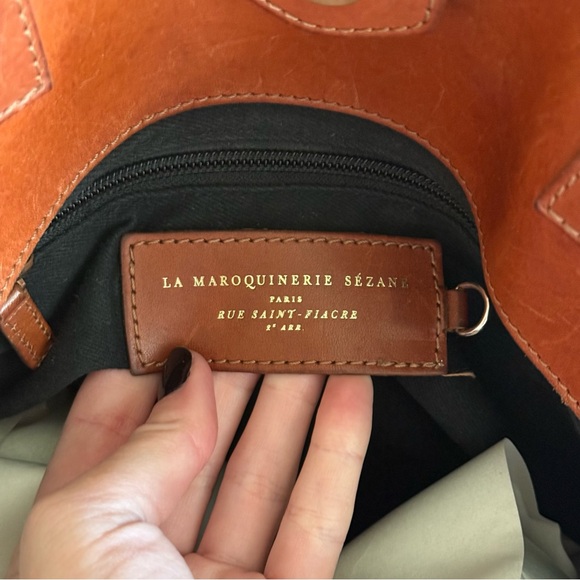 LA MAROQUINERIE SÉZANE
PARIS
RUE SAINT-FIACRE
2E ARR.